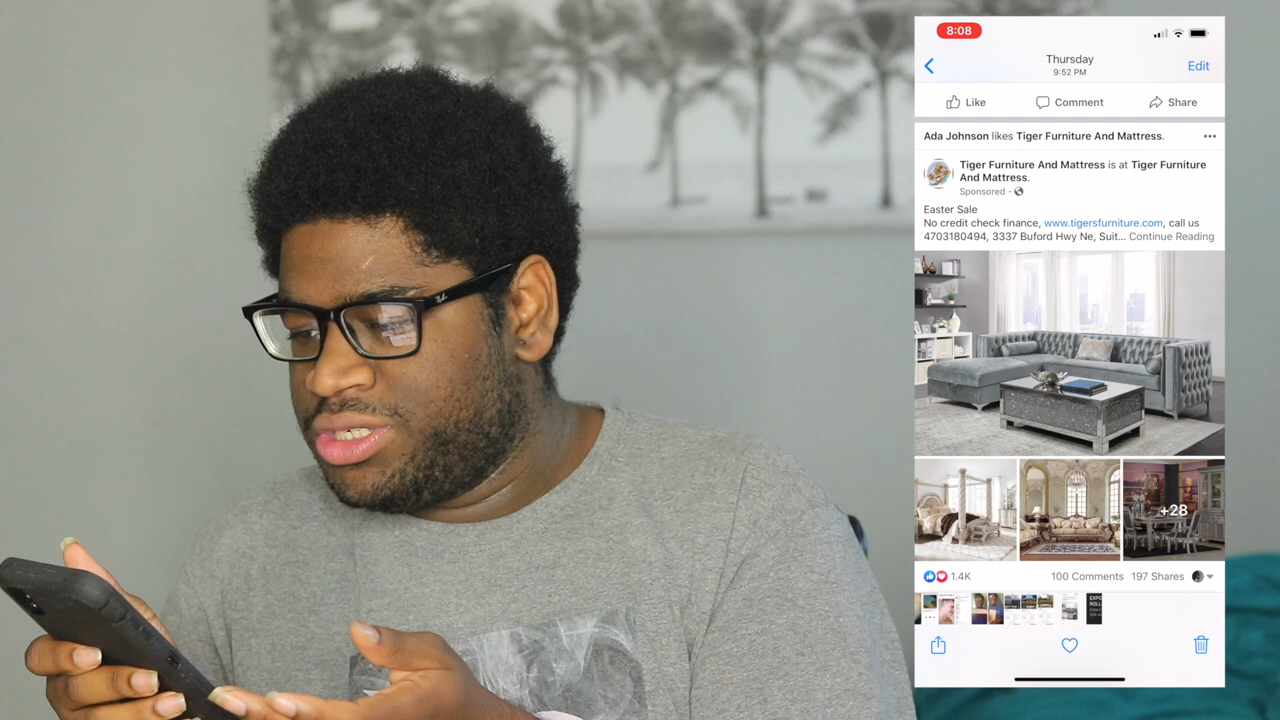 8:08
Thursday
9:52 PM
Edit
Like Comment Share
Ada Johnson likes Tiger Furniture And Mattress.
Tiger Furniture And Mattress is at Tiger Furniture
And Mattress.
Sponsored
Easter Sale
No credit check finance, www.tigersfurniture.com, call us
4703180494, 3337 Buford Hwy Ne, Suit... Continue Reading
+28
1.4K 100 Comments 197 Shares